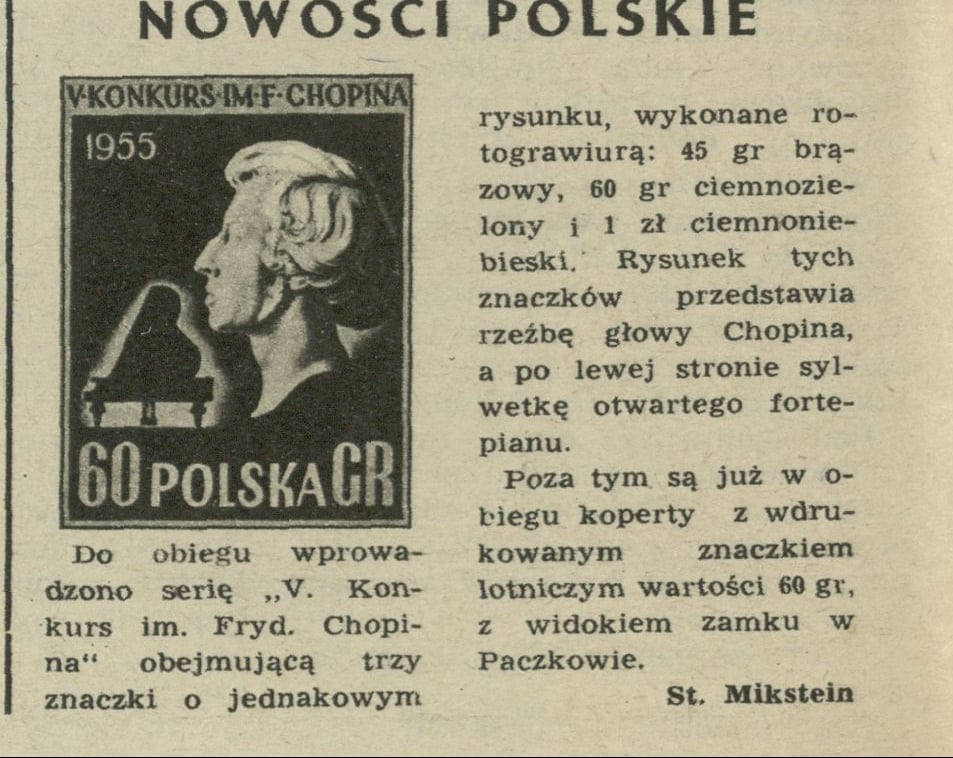 NOWOŚCI POLSKIE
V·KONKURS·IM·F·CHOPINA
1955
60 POLSKA GR
Do obiegu wprowa-
dzono serię „V. Kon-
kurs im. Fryd. Chopi-
na“ obejmującą trzy
znaczki o jednakowym
rysunku, wykonane ro-
tograwiurą: 45 gr brą-
zowy, 60 gr ciemnozie-
lony i 1 zł ciemnonie-
bieski. Rysunek tych
znaczków przedstawia
rzeźbę głowy Chopina,
a po lewej stronie syl-
wetkę otwartego forte-
pianu.
Poza tym są już w o-
biegu koperty z wdru-
kowanym znaczkiem
lotniczym wartości 60 gr,
z widokiem zamku w
Paczkowie.
St. Mikstein